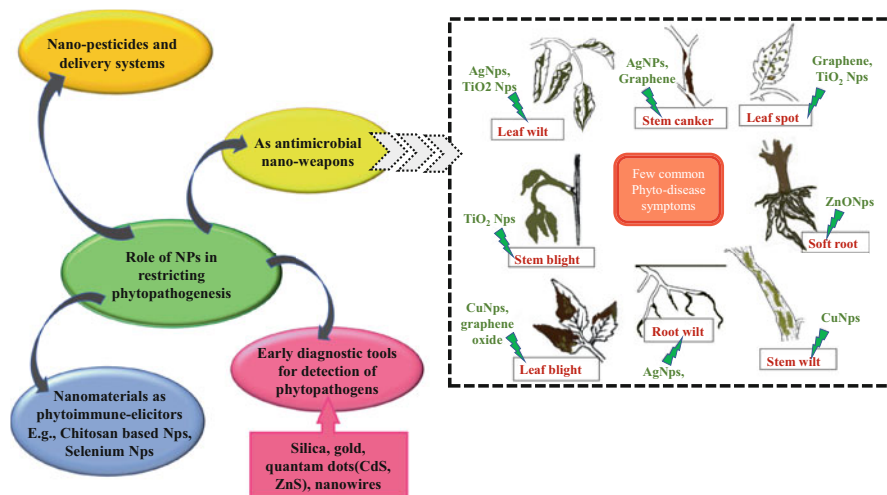 Nano-pesticides and
delivery systems
As antimicrobial
nano-weapons
Role of NPs in
restricting
phytopathogenesis
Nanomaterials as
phytoimmune-elicitors
E.g., Chitosan based Nps,
Selenium Nps
Early diagnostic tools
for detection of
phytopathogens
Silica, gold,
quantam dots(CdS,
ZnS), nanowires
AgNps,
TiO2 Nps
Leaf wilt
AgNPs,
Graphene
Stem canker
Graphene,
TiO₂ Nps
Leaf spot
TiO₂ Nps
Stem blight
Few common
Phyto-disease
symptoms
ZnONps
Soft root
CuNps,
graphene
oxide
Leaf blight
Root wilt
AgNps,
CuNps
Stem wilt